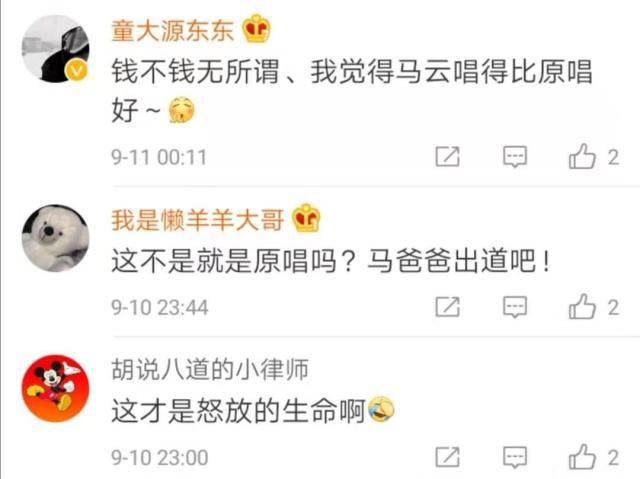 童大源东东
钱不钱无所谓、我觉得马云唱得比原唱
好~
9-11 00:11
2
我是懒羊羊大哥
这不是就是原唱吗？马爸爸出道吧！
9-10 23:44
2
胡说八道的小律师
这才是怒放的生命啊
9-10 23:00
2